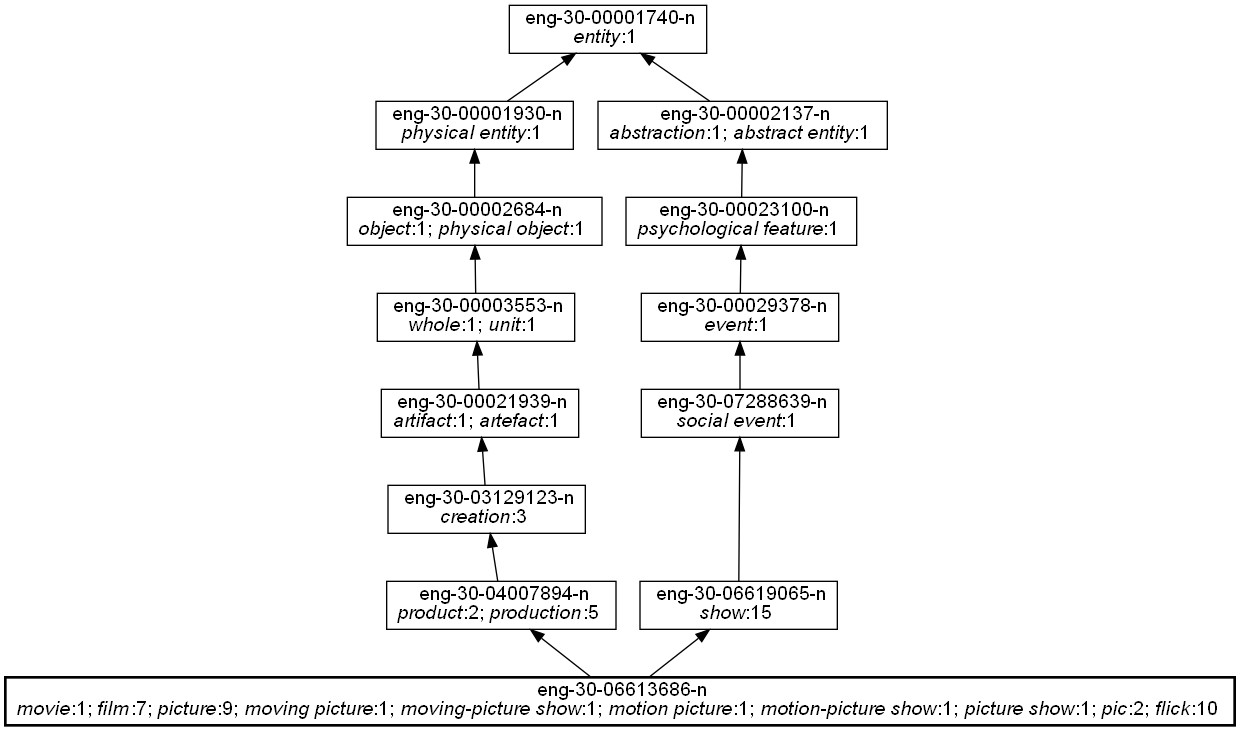 eng-30-00001740-n
entity:1
eng-30-00001930-n
physical entity:1
eng-30-00002137-n
abstraction:1; abstract entity:1
eng-30-00002684-n
object:1; physical object:1
eng-30-00023100-n
psychological feature:1
eng-30-00003553-n
whole:1; unit:1
eng-30-00029378-n
event:1
eng-30-00021939-n
artifact:1; artefact:1
eng-30-07288639-n
social event:1
eng-30-03129123-n
creation:3
eng-30-04007894-n
product:2; production:5
eng-30-06619065-n
show:15
eng-30-06613686-n
movie:1; film:7; picture:9; moving picture:1; moving-picture show:1; motion picture:1; motion-picture show:1; picture show:1; pic:2; flick:10